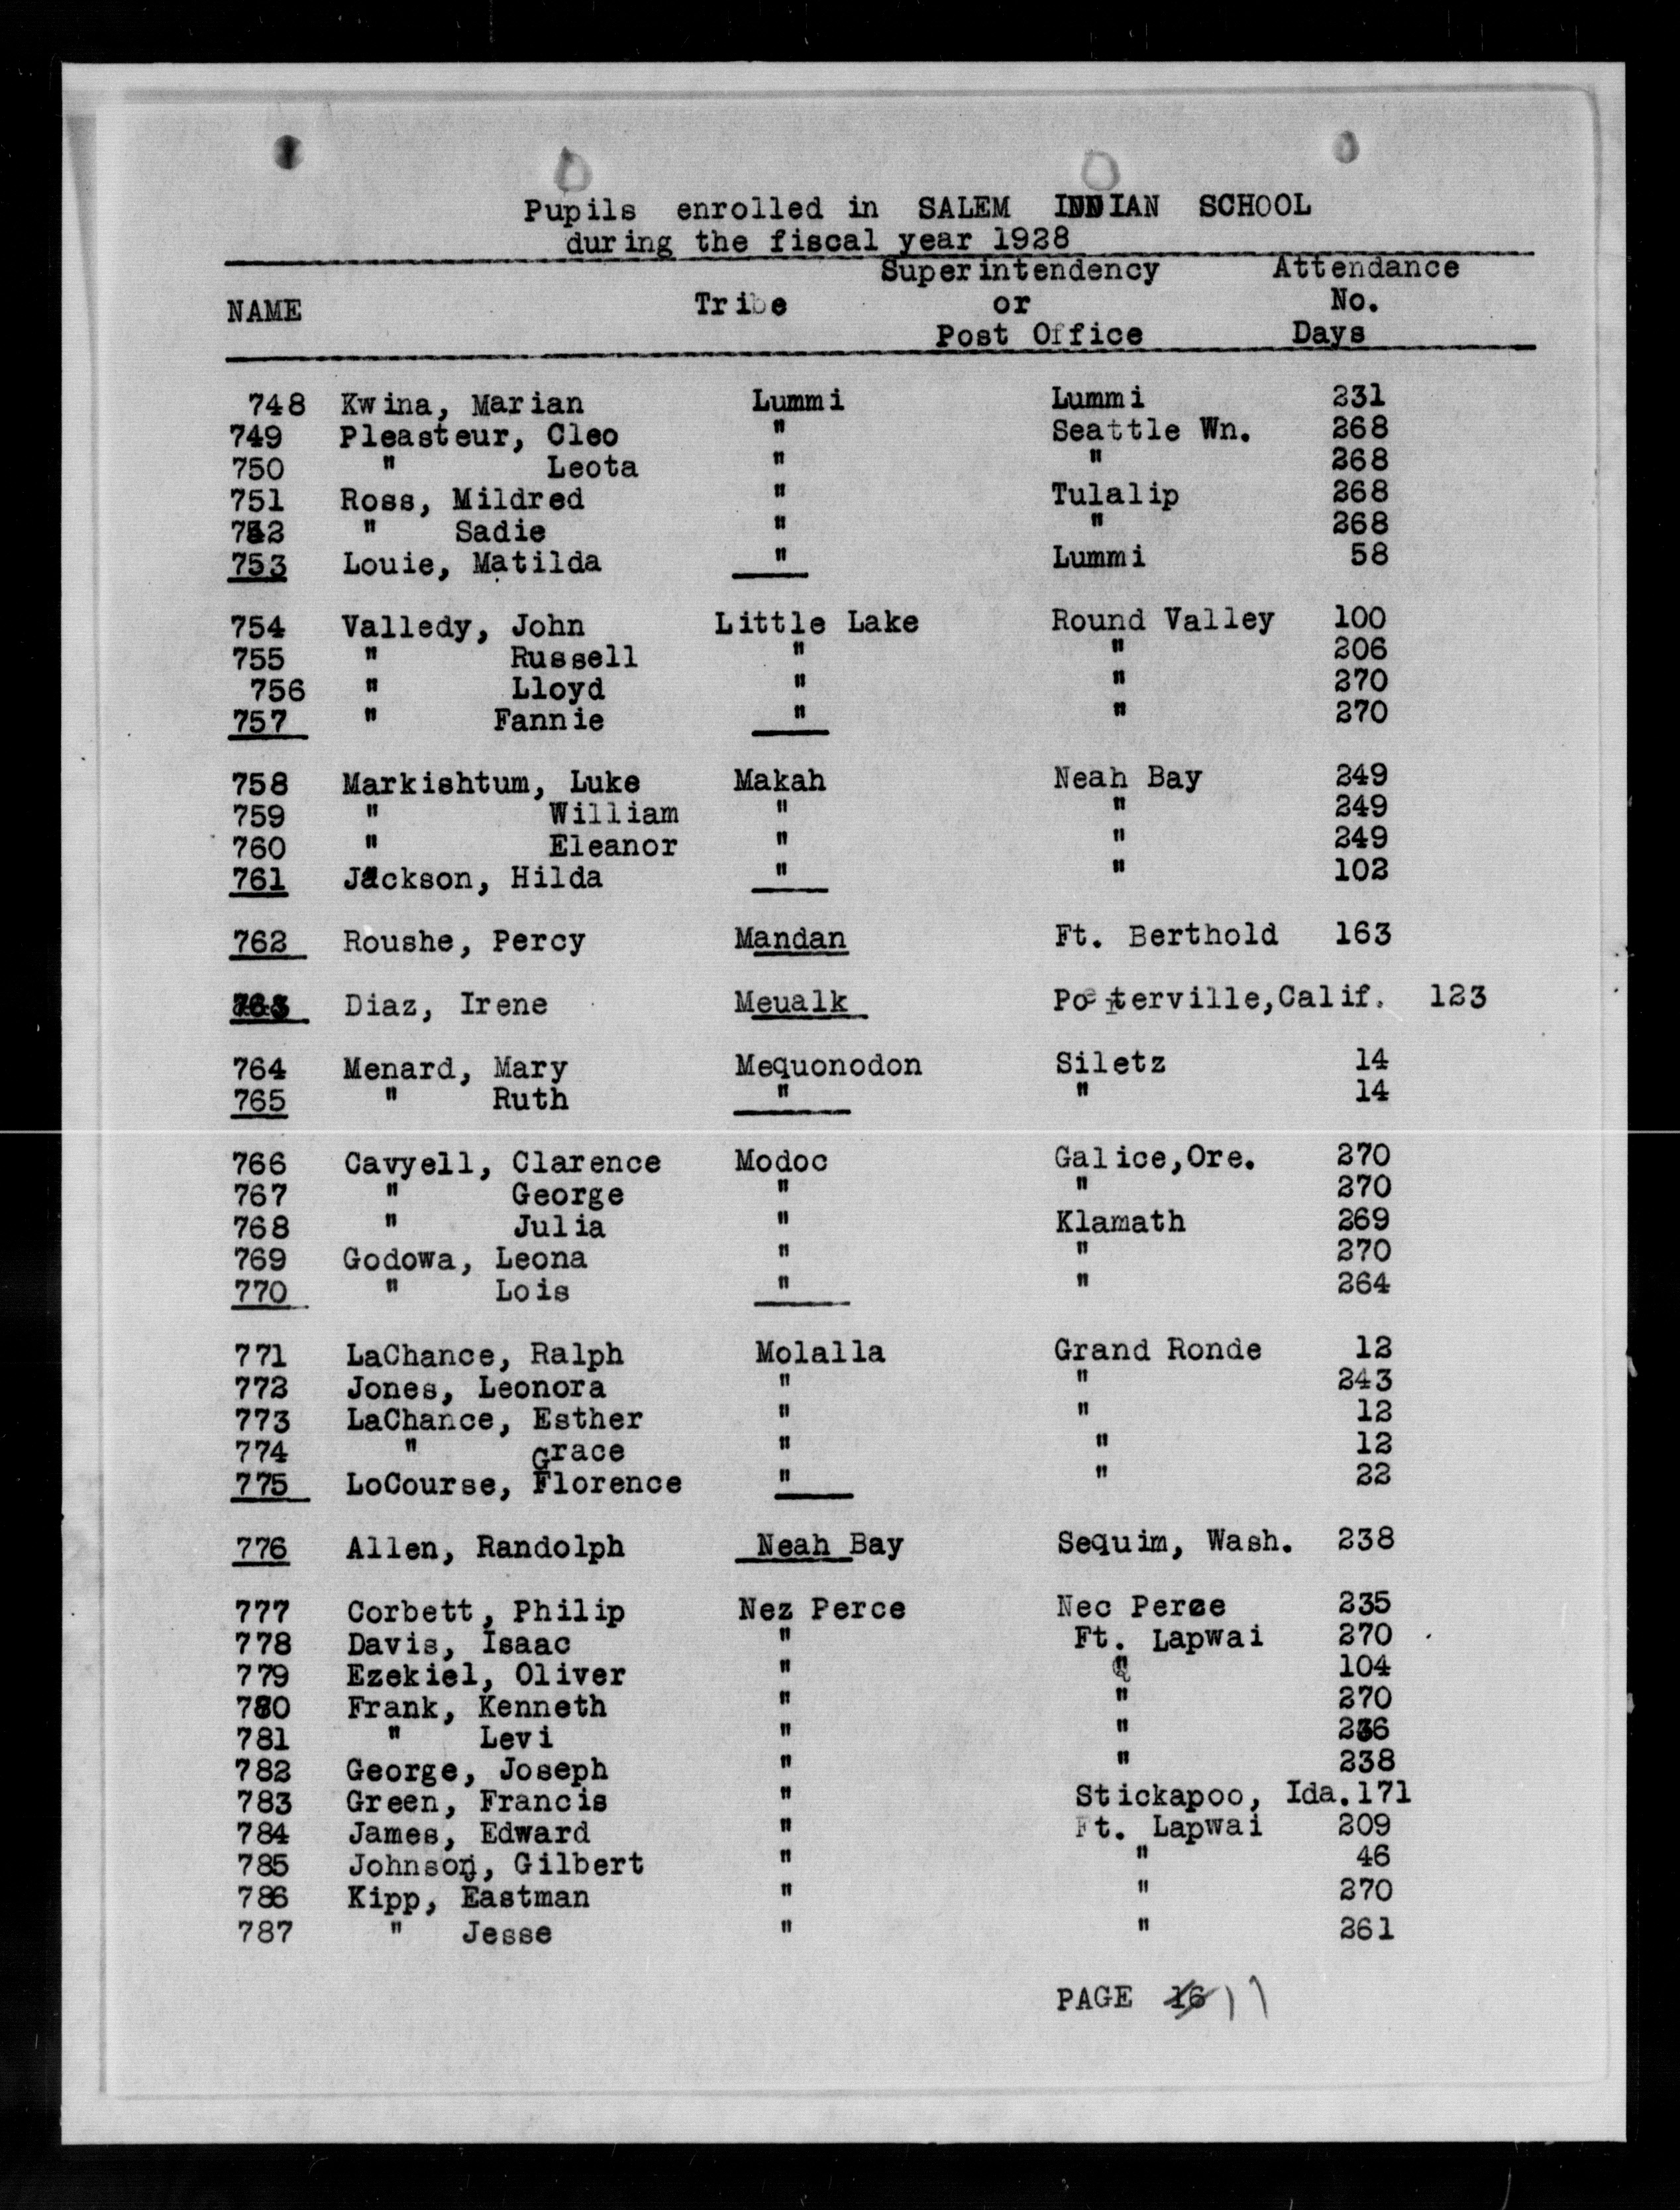 Pupils enrolled in SALEM INDIAN SCHOOL
during the fiscal year 1928
NAME Tribe Superintendency or Post Office Attendance No. Days
748 Kwina, Marian Lummi Lummi 231
749 Pleasteur, Cleo " Seattle Wn. 268
750 " Leota " " 268
751 Ross, Mildred " Tulalip 268
752 " Sadie " " 268
753 Louie, Matilda " Lummi 58
754 Valledy, John Little Lake Round Valley 100
755 " Russell " " 206
756 " Lloyd " " 270
757 " Fannie " " 270
758 Markishtum, Luke Makah Neah Bay 249
759 " William " " 249
760 " Eleanor " " 249
761 Jackson, Hilda " " 102
762 Roushe, Percy Mandan Ft. Berthold 163
763 Diaz, Irene Meualk Porterville, Calif. 123
764 Menard, Mary Mequonodon Siletz 14
765 " Ruth " " 14
766 Cavyell, Clarence Modoc Galice, Ore. 270
767 " George " " 270
768 " Julia " Klamath 269
769 Godowa, Leona " " 270
770 " Lois " " 264
771 LaChance, Ralph Molalla Grand Ronde 12
772 Jones, Leonora " " 243
773 LaChance, Esther " " 12
774 " Grace " " 12
775 LoCourse, Florence " " 22
776 Allen, Randolph Neah Bay Sequim, Wash. 238
777 Corbett, Philip Nez Perce Nec Perce 235
778 Davis, Isaac " Ft. Lapwai 270
779 Ezekiel, Oliver " " 104
780 Frank, Kenneth " " 270
781 " Levi " " 236
782 George, Joseph " " 238
783 Green, Francis " Stickapoo, Ida. 171
784 James, Edward " Ft. Lapwai 209
785 Johnson, Gilbert " " 46
786 Kipp, Eastman " " 270
787 " Jesse " " 261
PAGE 16 17